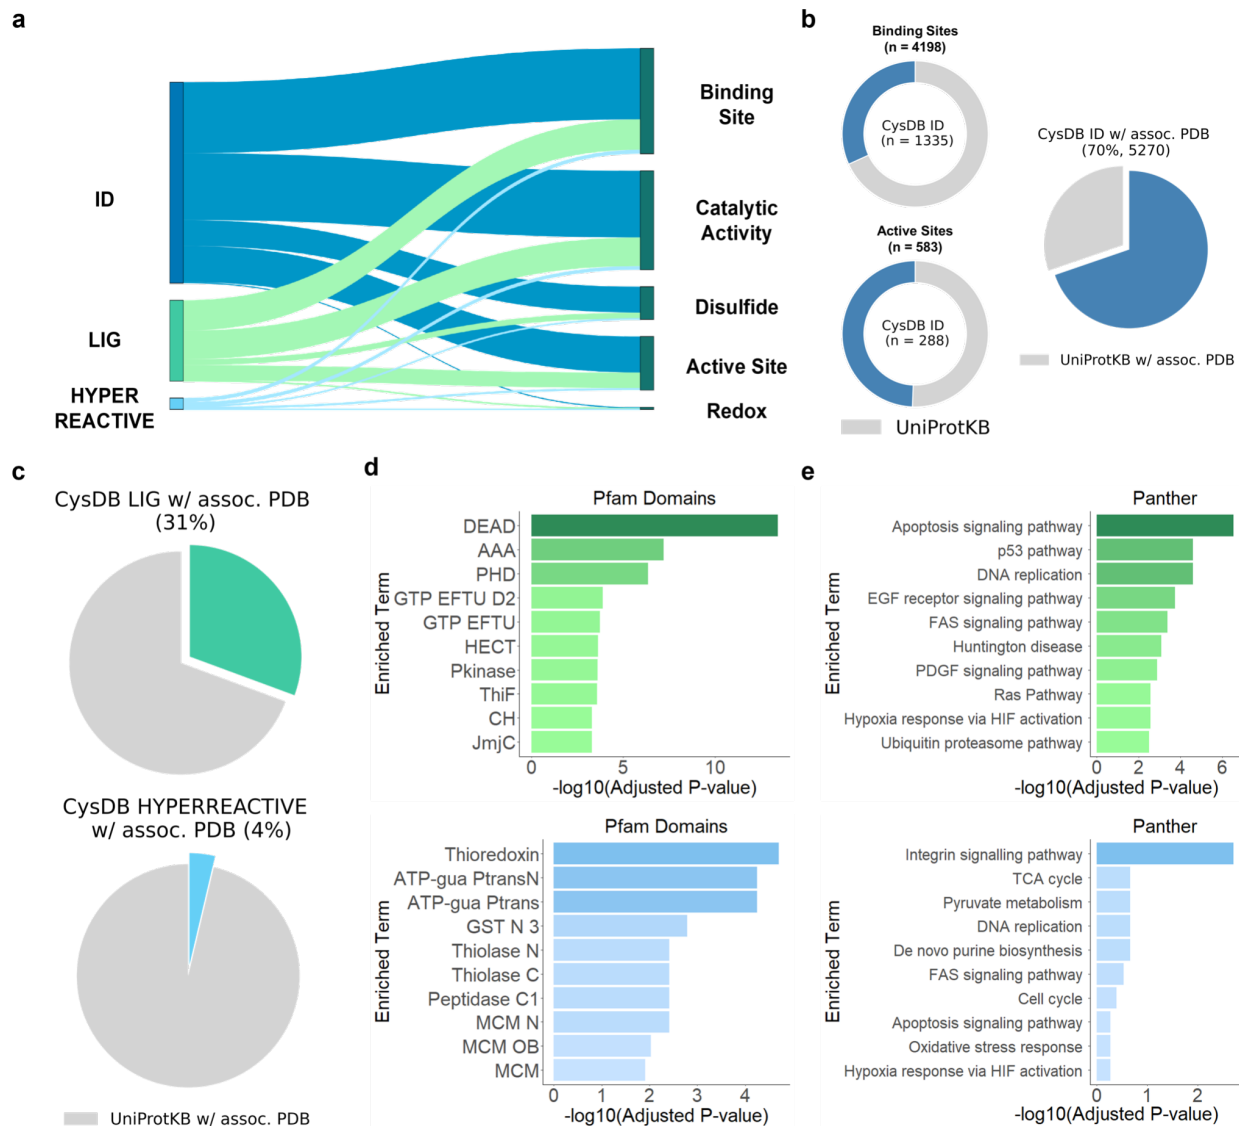 a
ID
LIG
HYPER
REACTIVE
Binding
Site
Catalytic
Activity
Disulfide
Active Site
Redox
b
Binding Sites
(n = 4198)
CysDB ID
(n = 1335)
Active Sites
(n = 583)
CysDB ID
(n = 288)
UniProtKB
CysDB ID w/ assoc. PDB
(70%, 5270)
UniProtKB w/ assoc. PDB
c
CysDB LIG w/ assoc. PDB
(31%)
CysDB HYPERREACTIVE
w/ assoc. PDB (4%)
UniProtKB w/ assoc. PDB
d
Pfam Domains
Enriched Term
DEAD
AAA
PHD
GTP EFTU D2
GTP EFTU
HECT
Pkinase
ThiF
CH
JmjC
0 5 10
-log10(Adjusted P-value)
Pfam Domains
Enriched Term
Thioredoxin
ATP-gua PtransN
ATP-gua Ptrans
GST N 3
Thiolase N
Thiolase C
Peptidase C1
MCM N
MCM OB
MCM
0 1 2 3 4
-log10(Adjusted P-value)
e
Panther
Enriched Term
Apoptosis signaling pathway
p53 pathway
DNA replication
EGF receptor signaling pathway
FAS signaling pathway
Huntington disease
PDGF signaling pathway
Ras Pathway
Hypoxia response via HIF activation
Ubiquitin proteasome pathway
0 2 4 6
-log10(Adjusted P-value)
Panther
Enriched Term
Integrin signalling pathway
TCA cycle
Pyruvate metabolism
DNA replication
De novo purine biosynthesis
FAS signaling pathway
Cell cycle
Apoptosis signaling pathway
Oxidative stress response
Hypoxia response via HIF activation
0 1 2
-log10(Adjusted P-value)